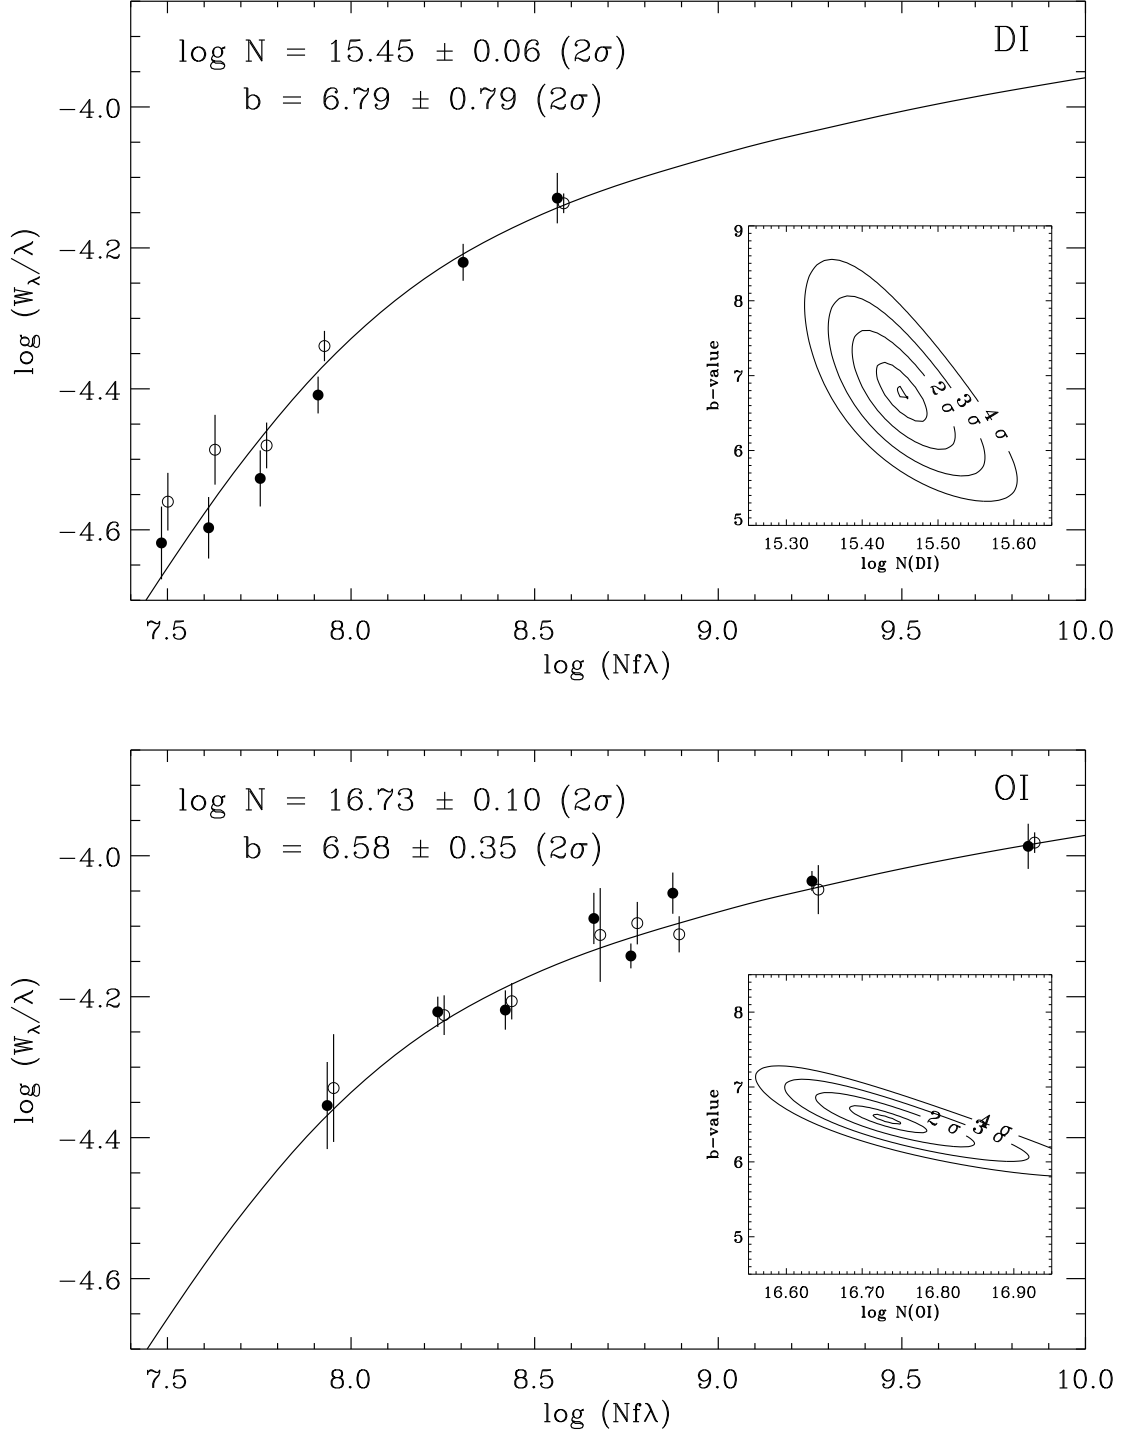 DI
log N = 15.45 ± 0.06 (2σ)
b = 6.79 ± 0.79 (2σ)
−4.0
−4.2
−4.4
−4.6
log (Wλ/λ)
7.5 8.0 8.5 9.0 9.5 10.0
log (Nfλ)
9
8
7
6
5
b−value
2 σ
3 σ
4 σ
15.30 15.40 15.50 15.60
log N(DI)
OI
log N = 16.73 ± 0.10 (2σ)
b = 6.58 ± 0.35 (2σ)
−4.0
−4.2
−4.4
−4.6
log (Wλ/λ)
7.5 8.0 8.5 9.0 9.5 10.0
log (Nfλ)
8
7
6
5
b−value
2 σ
3 σ
4 σ
16.60 16.70 16.80 16.90
log N(OI)